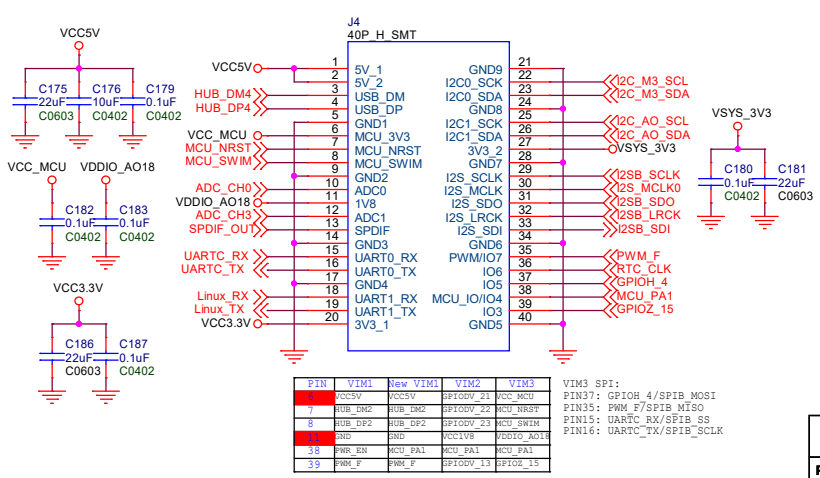 J4
40P_H_SMT
VCC5V
C175
22uF
C0603
C176
10uF
C0402
C179
0.1uF
C0402
VCC_MCU
VDDIO_AO18
C182
0.1uF
C0402
C183
0.1uF
C0402
VCC3.3V
C186
22uF
C0603
C187
0.1uF
C0402
VCC5V 1 5V_1
2 5V_2
HUB_DM4 3 USB_DM
HUB_DP4 4 USB_DP
5 GND1
VCC_MCU 6 MCU_3V3
MCU_NRST 7 MCU_NRST
MCU_SWIM 8 MCU_SWIM
9 GND2
ADC_CH0 10 ADC0
VDDIO_AO18 11 1V8
ADC_CH3 12 ADC1
SPDIF_OUT 13 SPDIF
14 GND3
UARTC_RX 15 UART0_RX
UARTC_TX 16 UART0_TX
17 GND4
Linux_RX 18 UART1_RX
Linux_TX 19 UART1_TX
VCC3.3V 20 3V3_1
GND9 21
I2C0_SCK 22 I2C_M3_SCL
I2C0_SDA 23 I2C_M3_SDA
GND8 24
I2C1_SCK 25 I2C_AO_SCL
I2C1_SDA 26 I2C_AO_SDA
3V3_2 27 VSYS_3V3
GND7 28
I2S_SCLK 29 I2SB_SCLK
I2S_MCLK 30 I2S_MCLK0
I2S_SDO 31 I2SB_SDO
I2S_LRCK 32 I2SB_LRCK
I2S_SDI 33 I2SB_SDI
GND6 34
PWM/IO7 35 PWM_F
IO6 36 RTC_CLK
IO5 37 GPIOH_4
MCU_IO/IO4 38 MCU_PA1
IO3 39 GPIOZ_15
GND5 40
VSYS_3V3
C180
0.1uF
C0402
C181
22uF
C0603
PIN VIM1 New VIM1 VIM2 VIM3
6 VCC5V VCC5V GPIODV_21 VCC_MCU
7 HUB_DM2 HUB_DM2 GPIODV_22 MCU_NRST
8 HUB_DP2 HUB_DP2 GPIODV_23 MCU_SWIM
11 GND GND VCC1V8 VDDIO_AO18
38 PWR_EN MCU_PA1 MCU_PA1 MCU_PA1
39 PWM_F PWM_F GPIODV_13 GPIOZ_15
VIM3 SPI:
PIN37: GPIOH_4/SPIB_MOSI
PIN35: PWM_F/SPIB_MISO
PIN15: UARTC_RX/SPIB_SS
PIN16: UARTC_TX/SPIB_SCLK